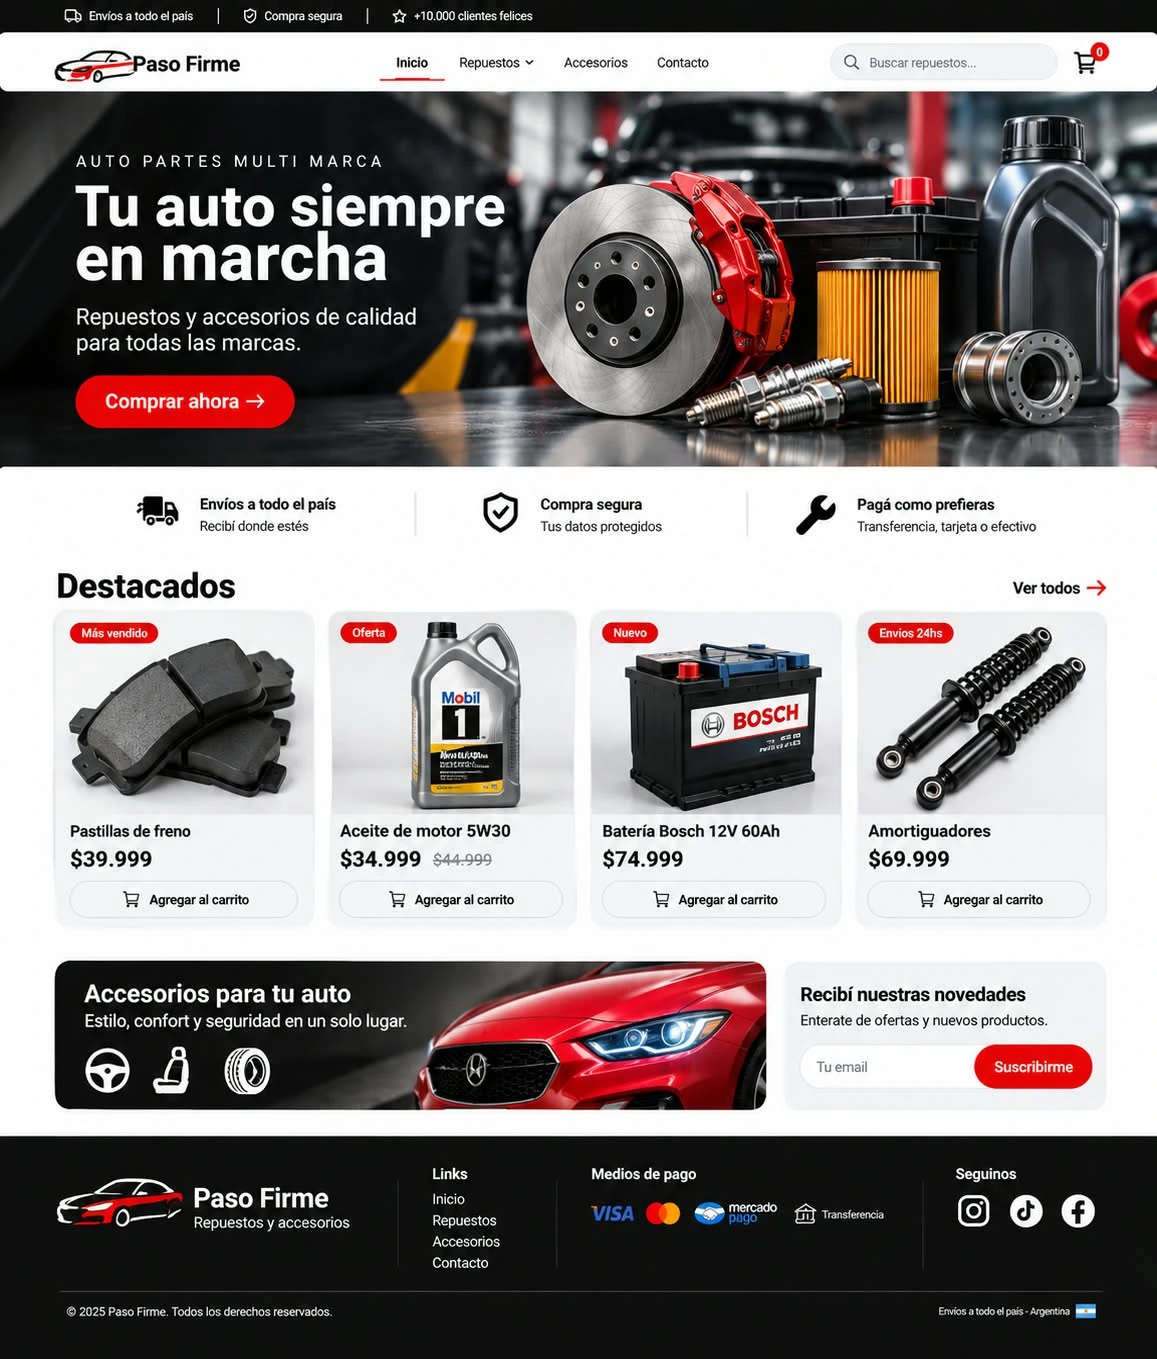 Envíos a todo el país
Compra segura
+10.000 clientes felices
Paso Firme
Inicio
Repuestos
Accesorios
Contacto
Buscar repuestos...
0
AUTO PARTES MULTI MARCA
Tu auto siempre
en marcha
Repuestos y accesorios de calidad
para todas las marcas.
Comprar ahora →
Envíos a todo el país
Recibí donde estés
Compra segura
Tus datos protegidos
Pagá como prefieras
Transferencia, tarjeta o efectivo
Destacados
Ver todos →
Más vendido
Pastillas de freno
$39.999
Agregar al carrito
Oferta
Mobil
1
Aceite de motor 5W30
$34.999 $44.999
Agregar al carrito
Nuevo
BOSCH
Batería Bosch 12V 60Ah
$74.999
Agregar al carrito
Envios 24hs
Amortiguadores
$69.999
Agregar al carrito
Accesorios para tu auto
Estilo, confort y seguridad en un solo lugar.
Recibí nuestras novedades
Enterate de ofertas y nuevos productos.
Tu email
Suscribirme
Paso Firme
Repuestos y accesorios
Links
Inicio
Repuestos
Accesorios
Contacto
Medios de pago
VISA
mercado
pago
Transferencia
Seguinos
© 2025 Paso Firme. Todos los derechos reservados.
Envíos a todo el país - Argentina